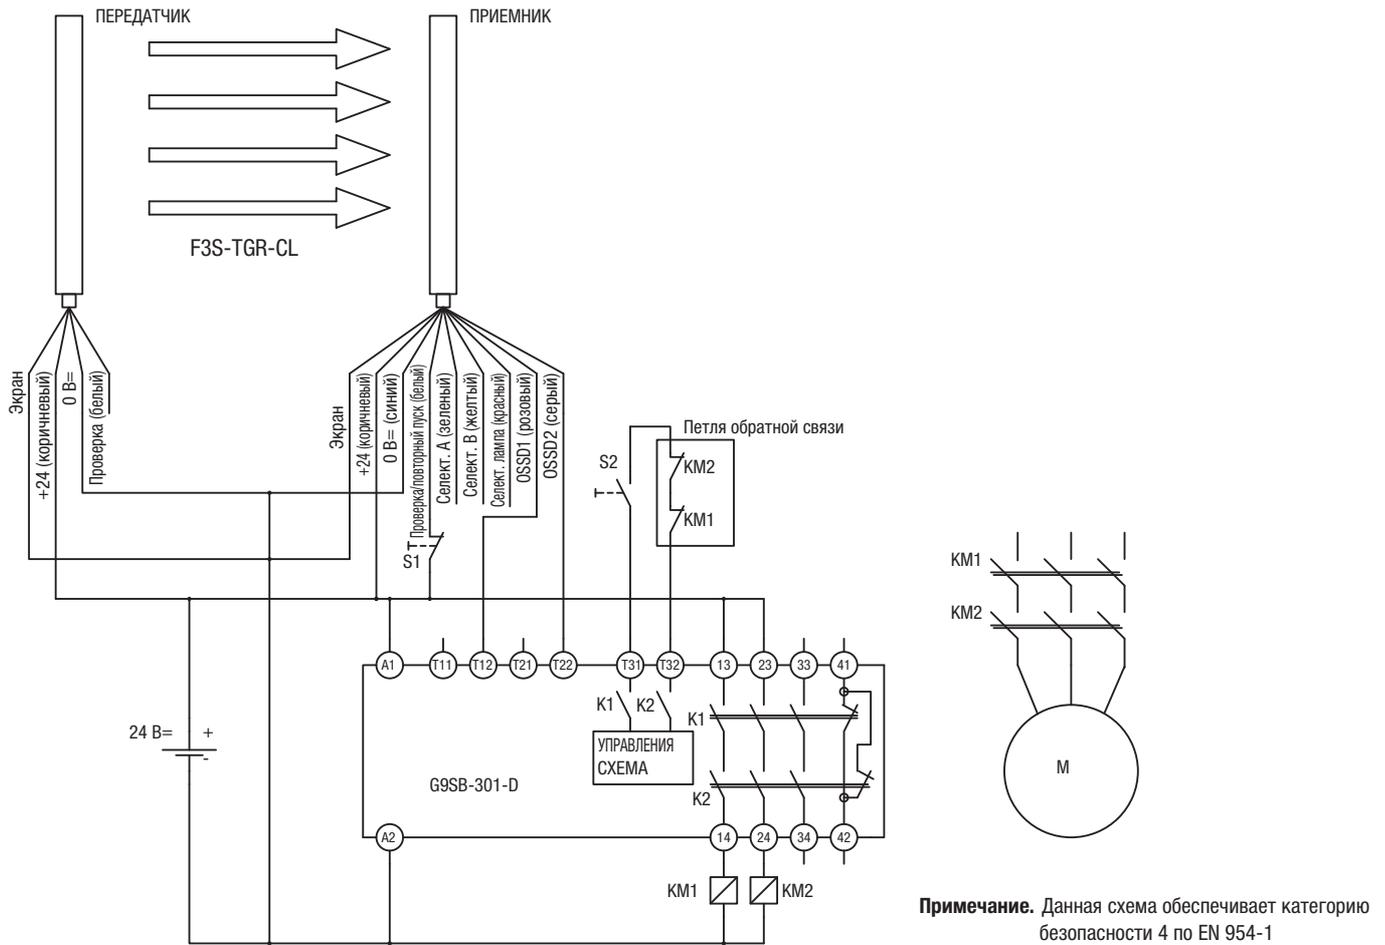 ПЕРЕДАТЧИК
ПРИЕМНИК
F3S-TGR-CL
Экран
+24 (коричневый)
0 В=
Проверка (белый)
Экран
+24 (коричневый)
0 В= (синий)
Проверка/повторный пуск (белый)
Селект. A (зеленый)
Селект. B (желтый)
Селект. лампа (красный)
OSSD1 (розовый)
OSSD2 (серый)
Петля обратной связи
S2
KM2
KM1
S1
KM1
KM2
A1
T11
T12
T21
T22
T31
T32
13
23
33
41
K1
K2
K1
24 В=
+
-
УПРАВЛЕНИЯ
СХЕМА
G9SB-301-D
K2
M
A2
14
24
34
42
KM1
KM2
Примечание. Данная схема обеспечивает категорию
безопасности 4 по EN 954-1